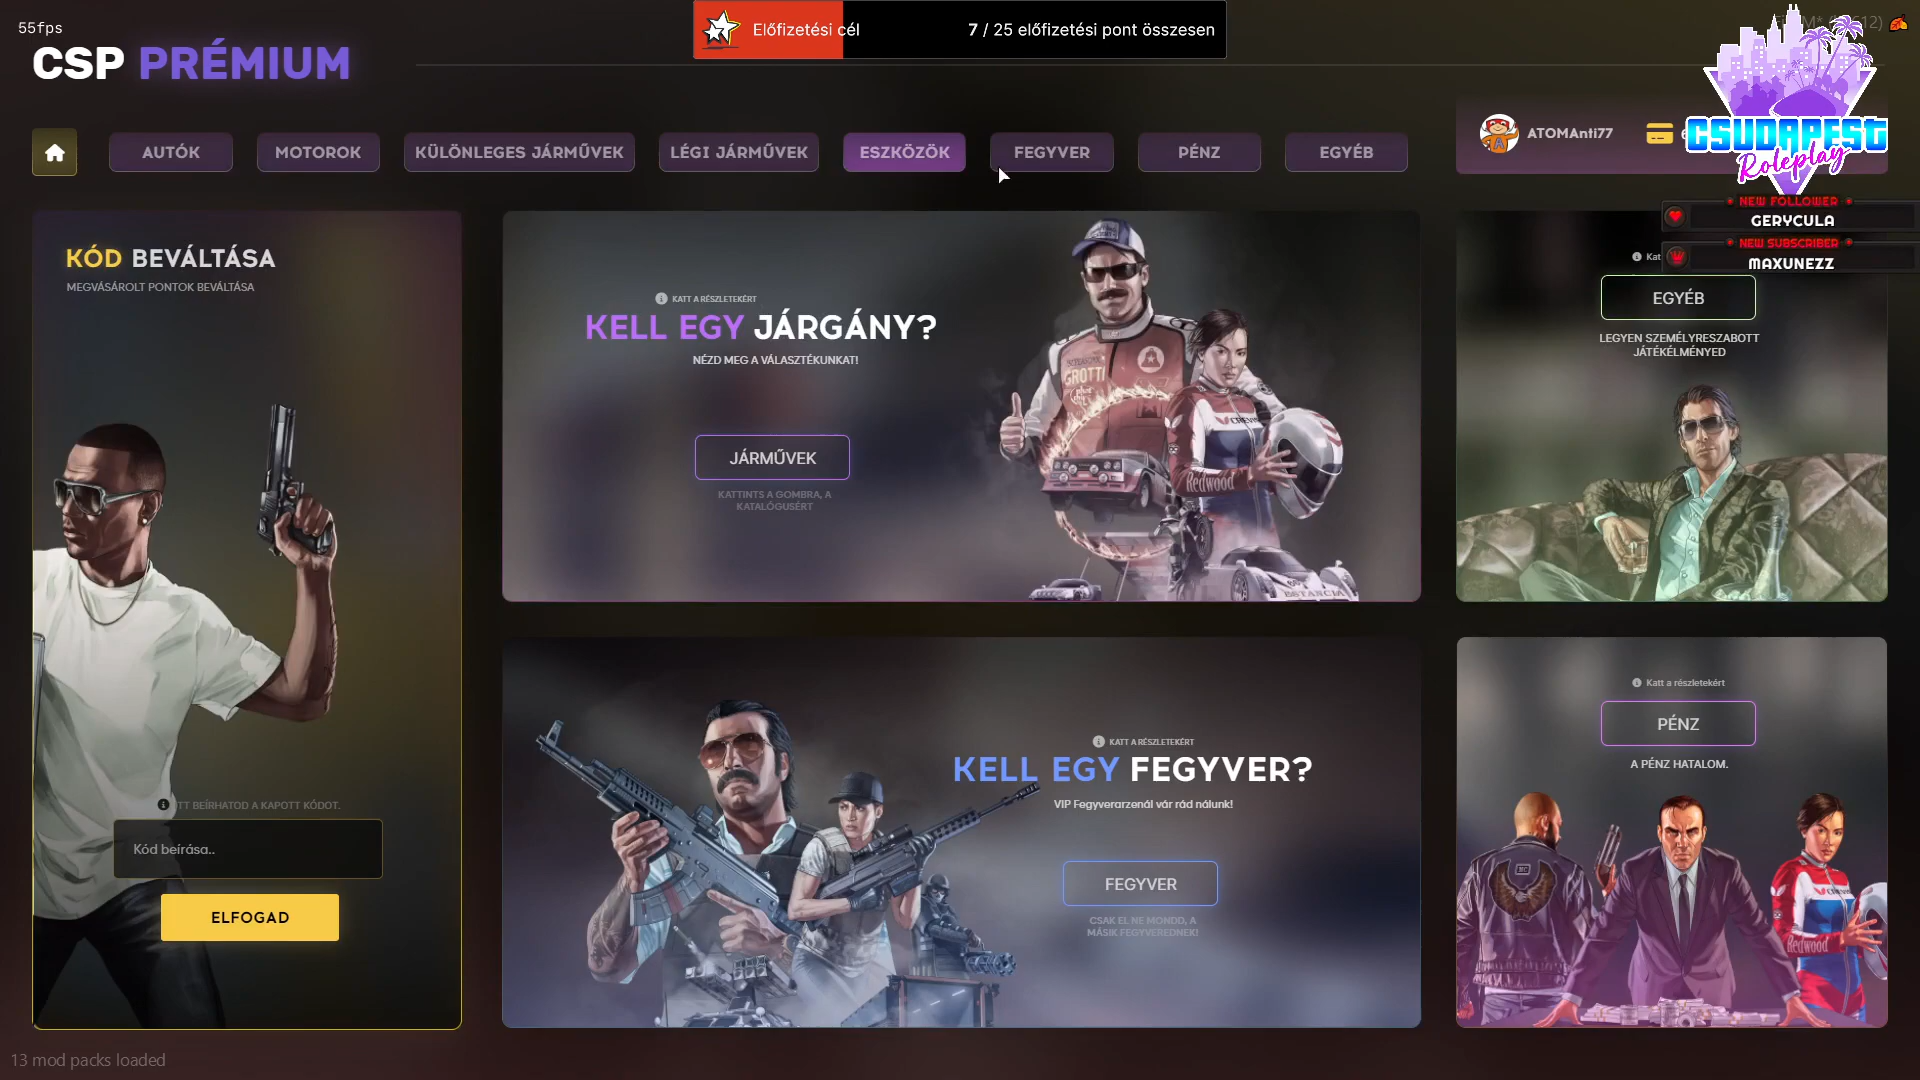 55fps
CSP PRÉMIUM
Előfizetési cél
7 / 25 előfizetési pont összesen
AUTÓK
MOTOROK
KÜLÖNLEGES JÁRMŰVEK
LÉGI JÁRMŰVEK
ESZKÖZÖK
FEGYVER
PÉNZ
EGYÉB
ATOMAnti77
CSUDAPEST
Roleplay
NEW FOLLOWER
GERYCULA
NEW SUBSCRIBER
MAXUNEZZ
KÓD BEVÁLTÁSA
MEGVÁSÁROLT PONTOK BEVÁLTÁSA
TT BEÍRHATOD A KAPOTT KÓDOT.
Kód beírása..
ELFOGAD
KATT A RÉSZLETEKÉRT
KELL EGY JÁRGÁNY?
NÉZD MEG A VÁLASZTÉKUNKAT!
JÁRMŰVEK
KATTINTS A GOMBRA, A
KATALÓGUSÉRT
GROTTI
Redwood
Kat
EGYÉB
LEGYEN SZEMÉLYRESZABOTT
JÁTÉKÉLMÉNYED
KATT A RÉSZLETEKÉRT
KELL EGY FEGYVER?
VIP Fegyverarzenál vár rád nálunk!
FEGYVER
CSAK EL NE MONDD, A
MÁSIK FEGYVEREDNEK!
Katt a részletekért
PÉNZ
A PÉNZ HATALOM.
Redwood
13 mod packs loaded